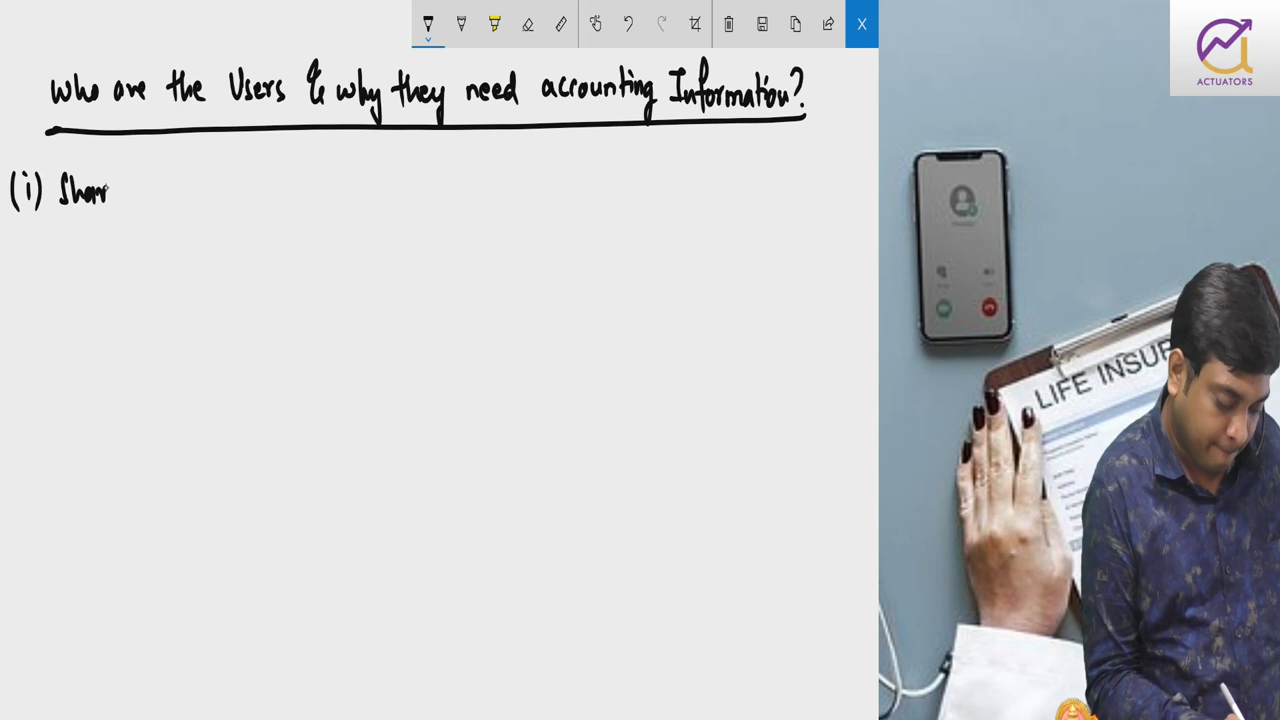 Who are the Users & why they need accounting Information?
(i) Shar
ACTUATORS
LIFE INSUR